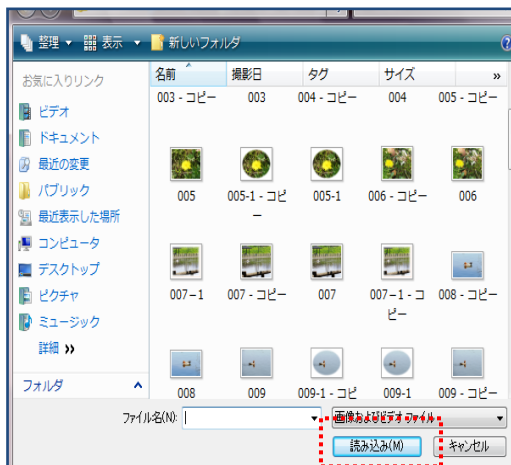 整理 ▼ 表示 ▼ 新しいフォルダ
お気に入りリンク
ビデオ
ドキュメント
最近の変更
パブリック
最近表示した場所
コンピュータ
デスクトップ
ピクチャ
ミュージック
詳細 »
フォルダ
名前 撮影日 タグ サイズ »
003 - コピー 003 004 - コピー 004 005 - コピー
005 005-1 - コピー 005-1 006 - コピー 006
007-1 007 - コピー 007 007-1 - コピー 008 - コピー
008 009 009-1 - コピ 009-1 009 - コピー
ファイル名(N): 画像およびビデオ ファイル
読み込み(M) キャンセル